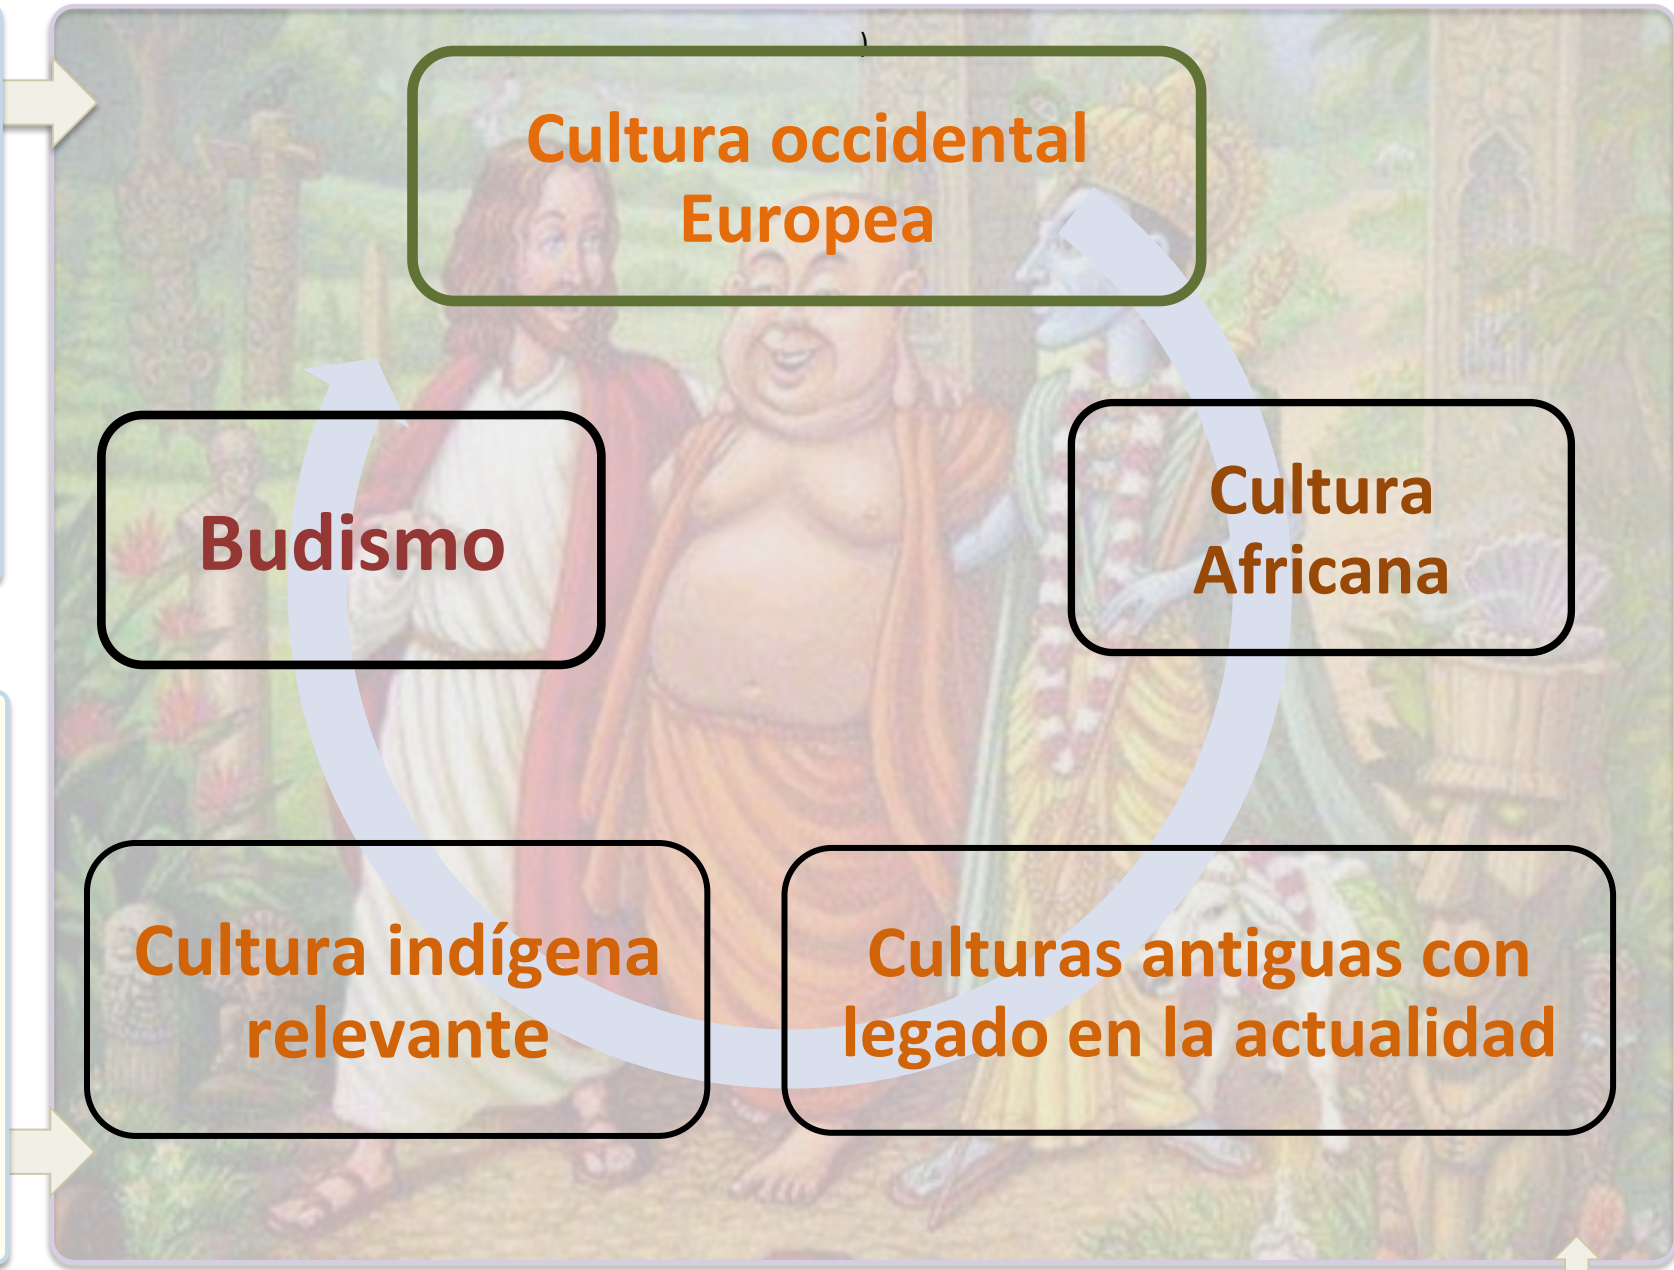 )
Cultura occidental
Europea
Cultura
Africana
Budismo
Cultura indígena
relevante
Culturas antiguas con
legado en la actualidad